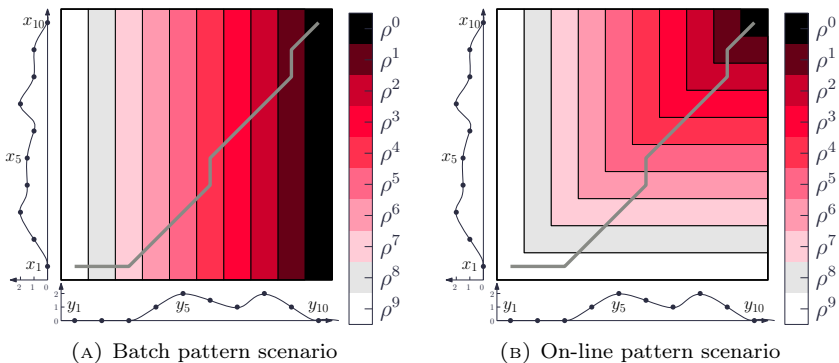 x₁₀
x₅
x₁
2 1 0
2
1
0
y₁ y₅ y₁₀
ρ⁰
ρ¹
ρ²
ρ³
ρ⁴
ρ⁵
ρ⁶
ρ⁷
ρ⁸
ρ⁹
(A) Batch pattern scenario
x₁₀
x₅
x₁
2 1 0
2
1
0
y₁ y₅ y₁₀
ρ⁰
ρ¹
ρ²
ρ³
ρ⁴
ρ⁵
ρ⁶
ρ⁷
ρ⁸
ρ⁹
(B) On-line pattern scenario